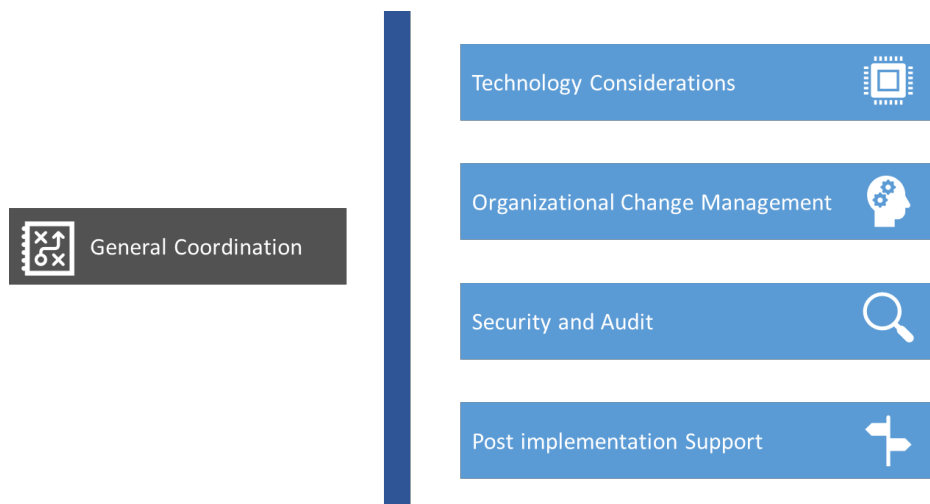 General Coordination
Technology Considerations
Organizational Change Management
Security and Audit
Post implementation Support